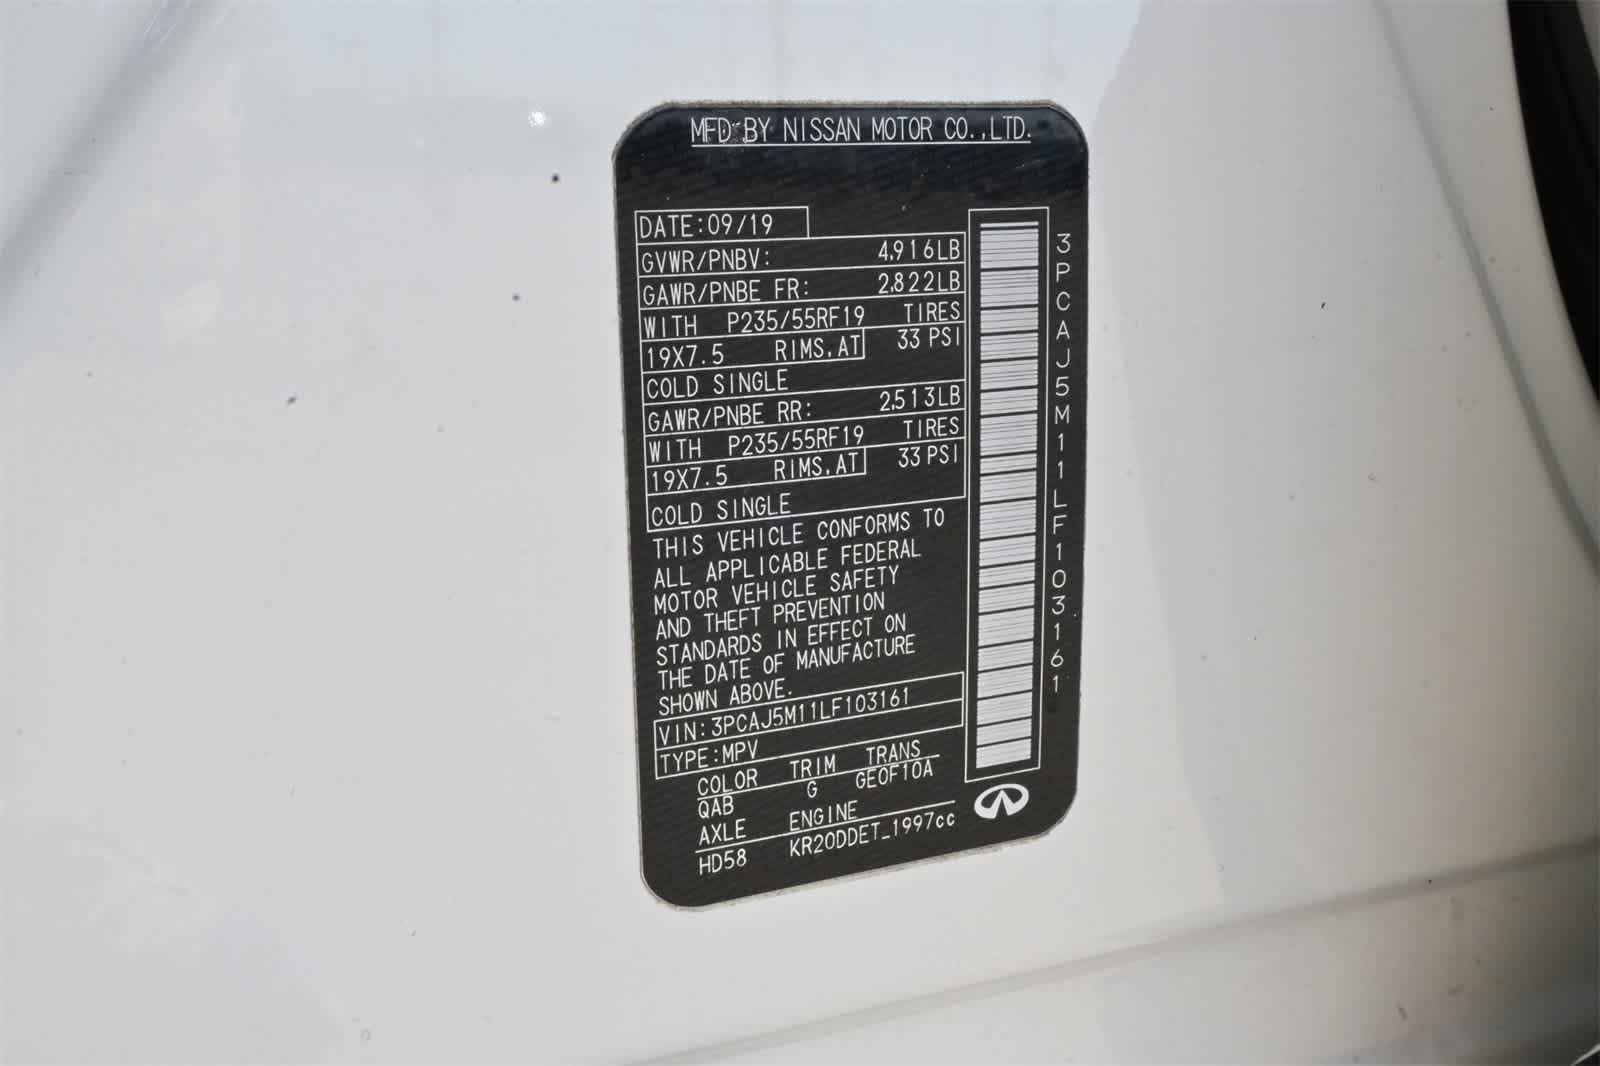 MFD BY NISSAN MOTOR CO.,LTD.
DATE:09/19
GVWR/PNBV: 4,916LB
GAWR/PNBE FR: 2,822LB
WITH P235/55RF19 TIRES
19X7.5 RIMS,AT 33 PSI
COLD SINGLE
GAWR/PNBE RR: 2,513LB
WITH P235/55RF19 TIRES
19X7.5 RIMS,AT 33 PSI
COLD SINGLE
THIS VEHICLE CONFORMS TO
ALL APPLICABLE FEDERAL
MOTOR VEHICLE SAFETY
AND THEFT PREVENTION
STANDARDS IN EFFECT ON
THE DATE OF MANUFACTURE
SHOWN ABOVE.
VIN:3PCAJ5M11LF103161
TYPE:MPV
COLOR TRIM TRANS
QAB G GE0F10A
AXLE ENGINE
HD58 KR20DDET_1997cc
3PCAJ5M11LF103161